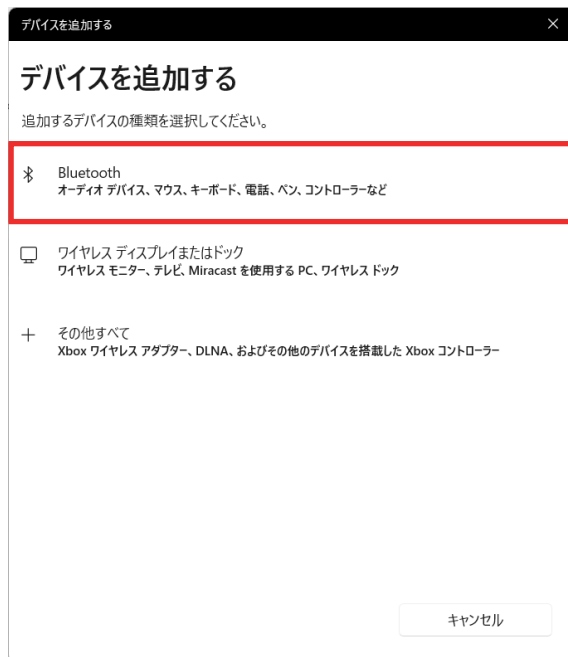 デバイスを追加する
デバイスを追加する
追加するデバイスの種類を選択してください。
Bluetooth
オーディオ デバイス、マウス、キーボード、電話、ペン、コントローラーなど
ワイヤレス ディスプレイまたはドック
ワイヤレス モニター、テレビ、Miracast を使用する PC、ワイヤレス ドック
その他すべて
Xbox ワイヤレス アダプター、DLNA、およびその他のデバイスを搭載した Xbox コントローラー
キャンセル